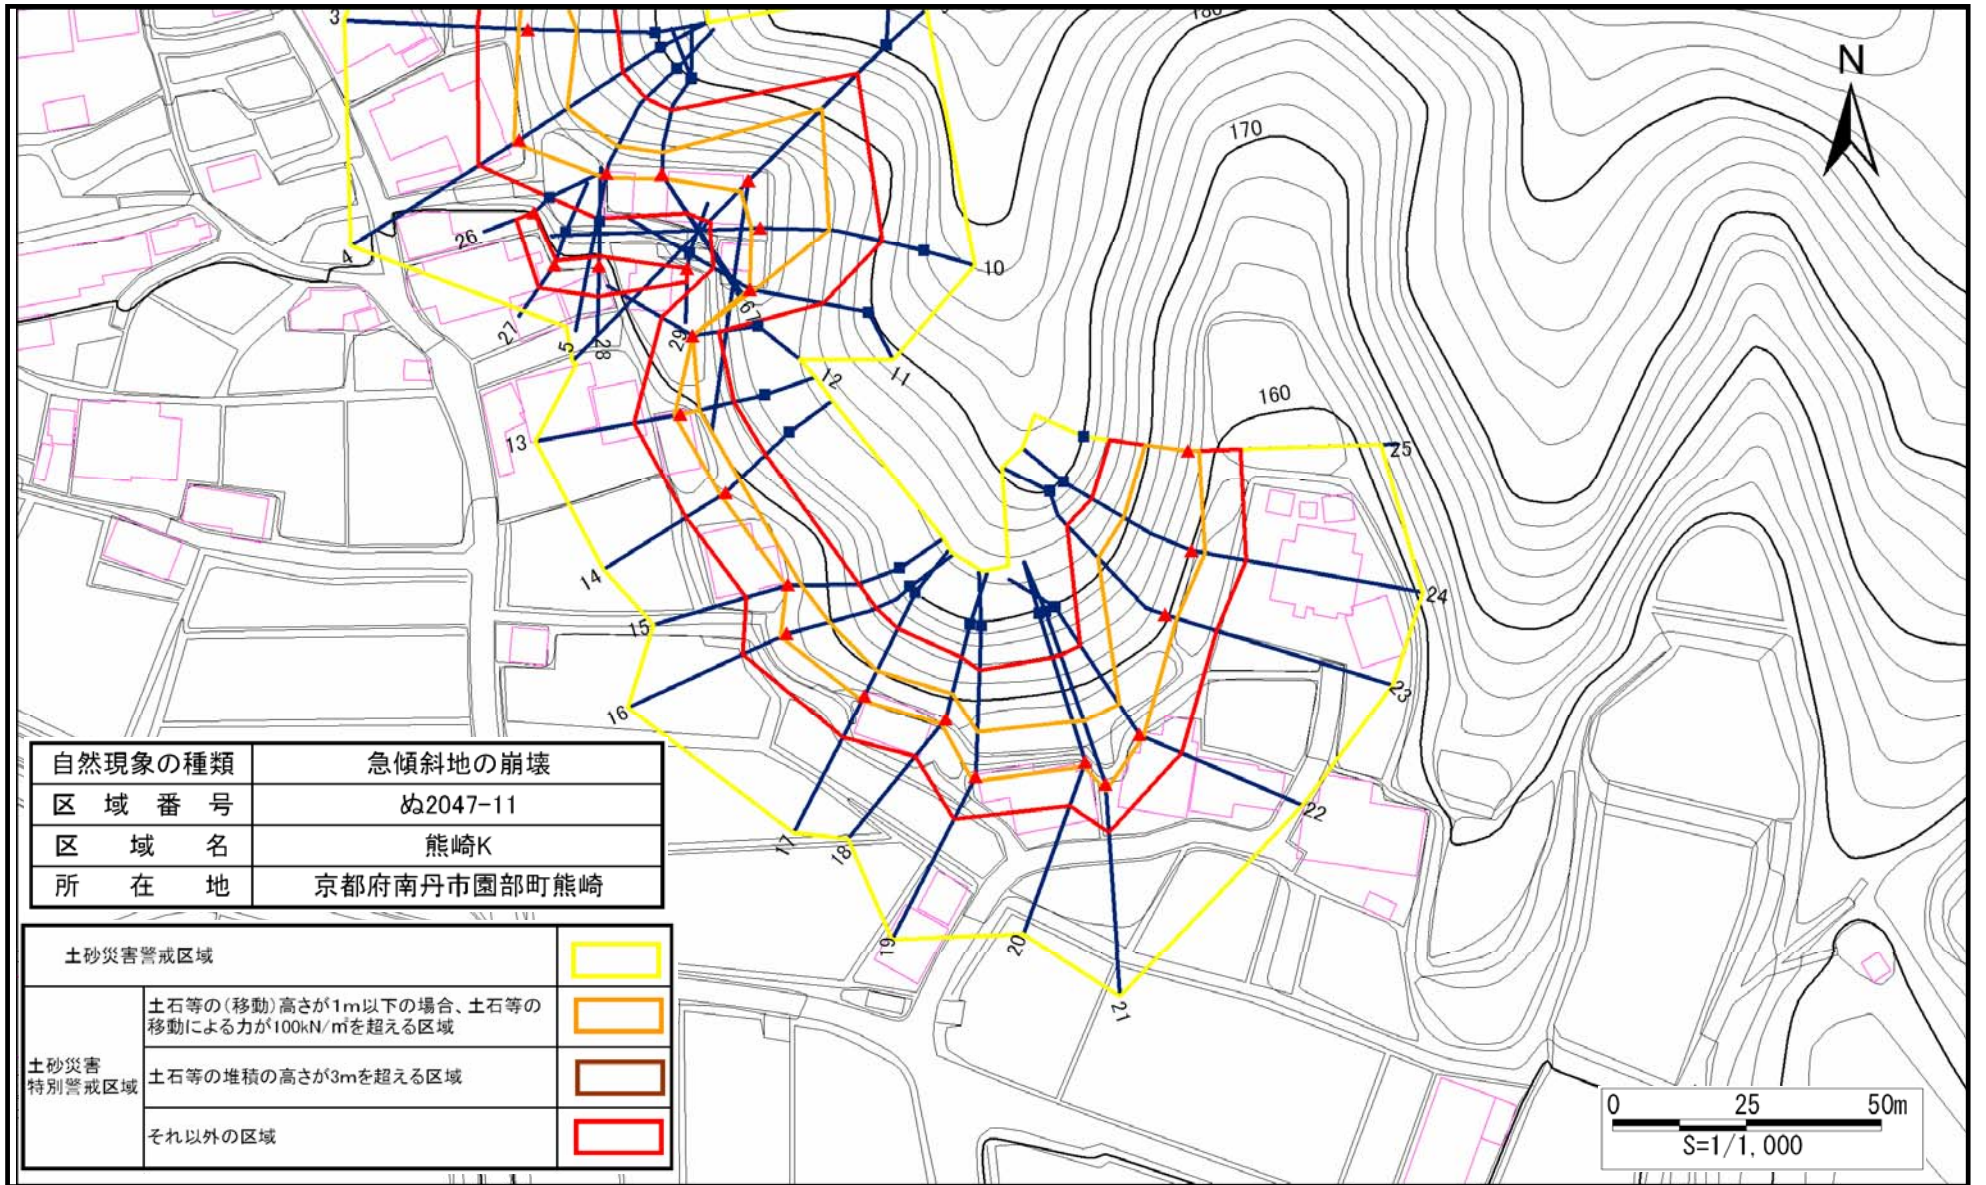 3
180
N
170
4
26
10
27
5
28
29
67
12
11
160
13
25
14
15
24
16
23
22
17
18
19
20
21
自然現象の種類 急傾斜地の崩壊
区域番号 ぬ2047-11
区域名 熊崎K
所在地 京都府南丹市園部町熊崎
土砂災害警戒区域
土砂災害
特別警戒区域
土石等の(移動)高さが1m以下の場合、土石等の
移動による力が100kN/㎡を超える区域
土石等の堆積の高さが3mを超える区域
それ以外の区域
0 25 50m
S=1/1,000